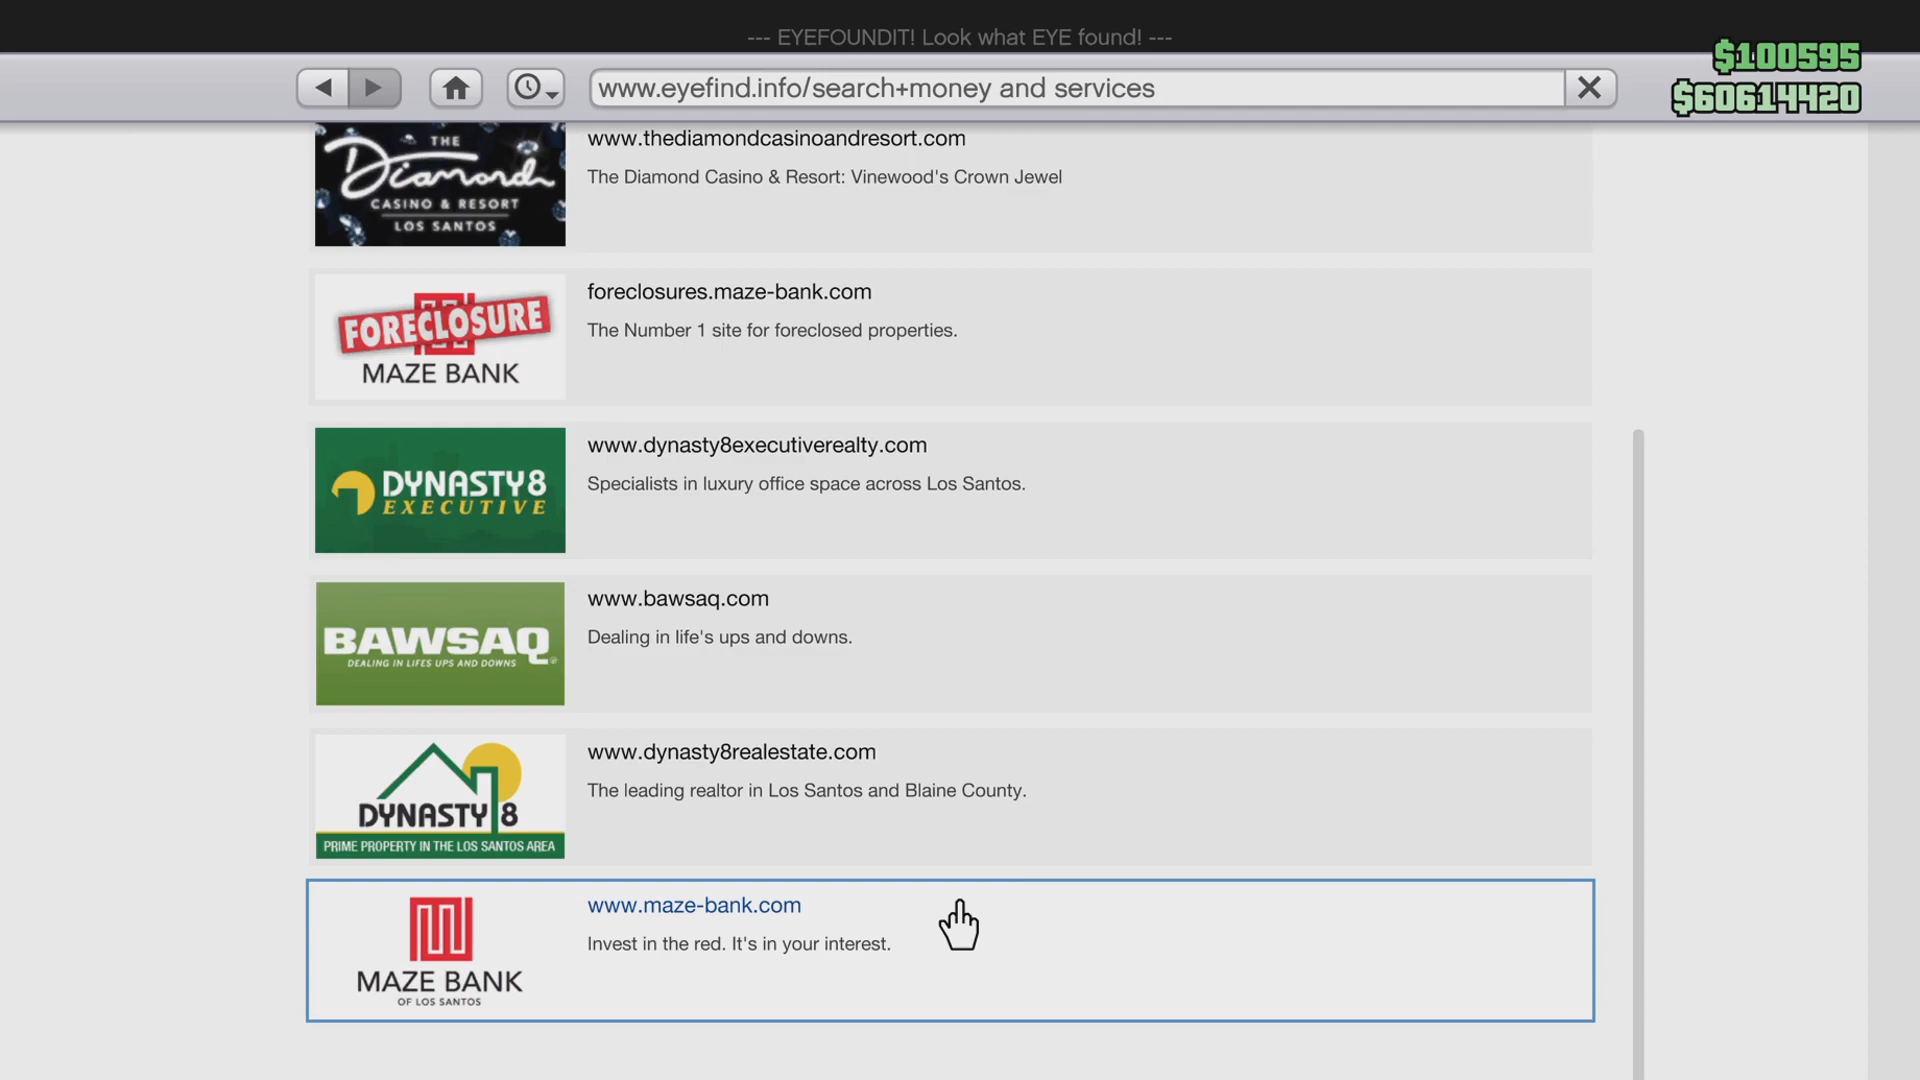 --- EYEFOUNDIT! Look what EYE found! ---
www.eyefind.info/search+money and services
$100595
$60614420
THE
Diamond
CASINO & RESORT
LOS SANTOS
www.thediamondcasinoandresort.com
The Diamond Casino & Resort: Vinewood's Crown Jewel
FORECLOSURE
MAZE BANK
foreclosures.maze-bank.com
The Number 1 site for foreclosed properties.
DYNASTY8
EXECUTIVE
www.dynasty8executiverealty.com
Specialists in luxury office space across Los Santos.
BAWSAQ
DEALING IN LIFES UPS AND DOWNS
www.bawsaq.com
Dealing in life's ups and downs.
DYNASTY 8
PRIME PROPERTY IN THE LOS SANTOS AREA
www.dynasty8realestate.com
The leading realtor in Los Santos and Blaine County.
MAZE BANK
OF LOS SANTOS
www.maze-bank.com
Invest in the red. It's in your interest.